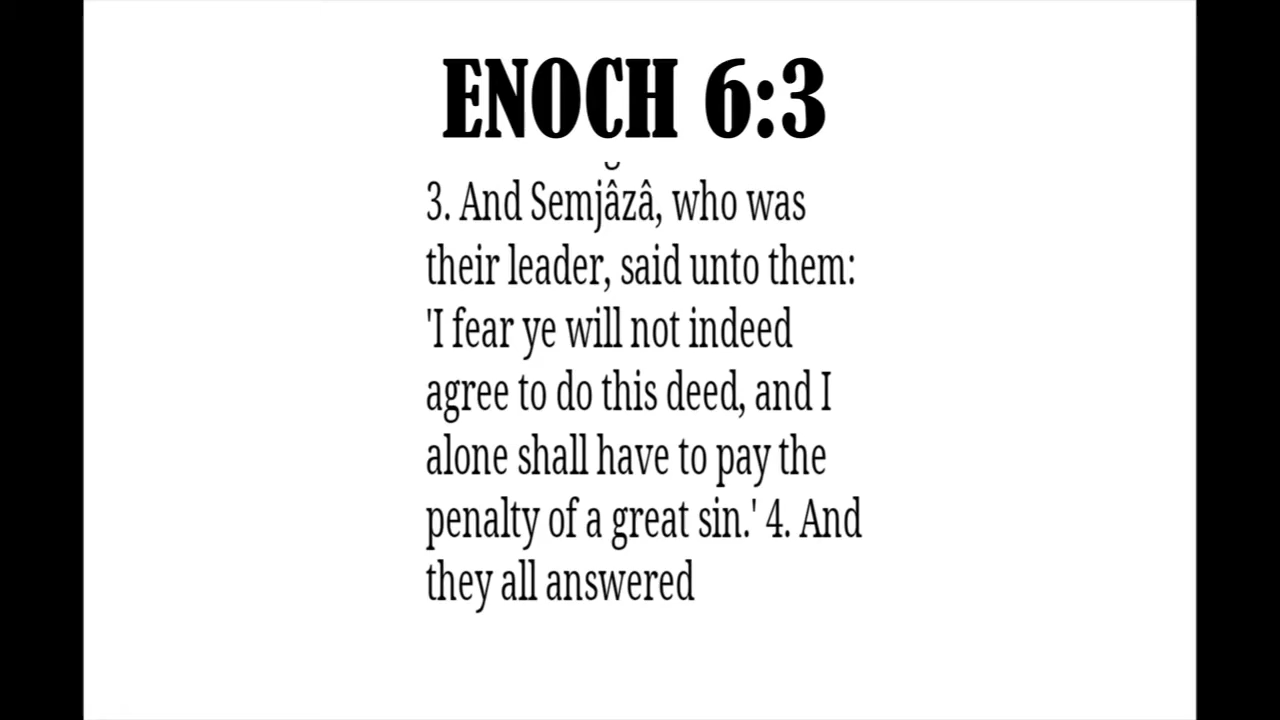 ENOCH 6:3
3. And Semjâzâ, who was
their leader, said unto them:
'I fear ye will not indeed
agree to do this deed, and I
alone shall have to pay the
penalty of a great sin.' 4. And
they all answered